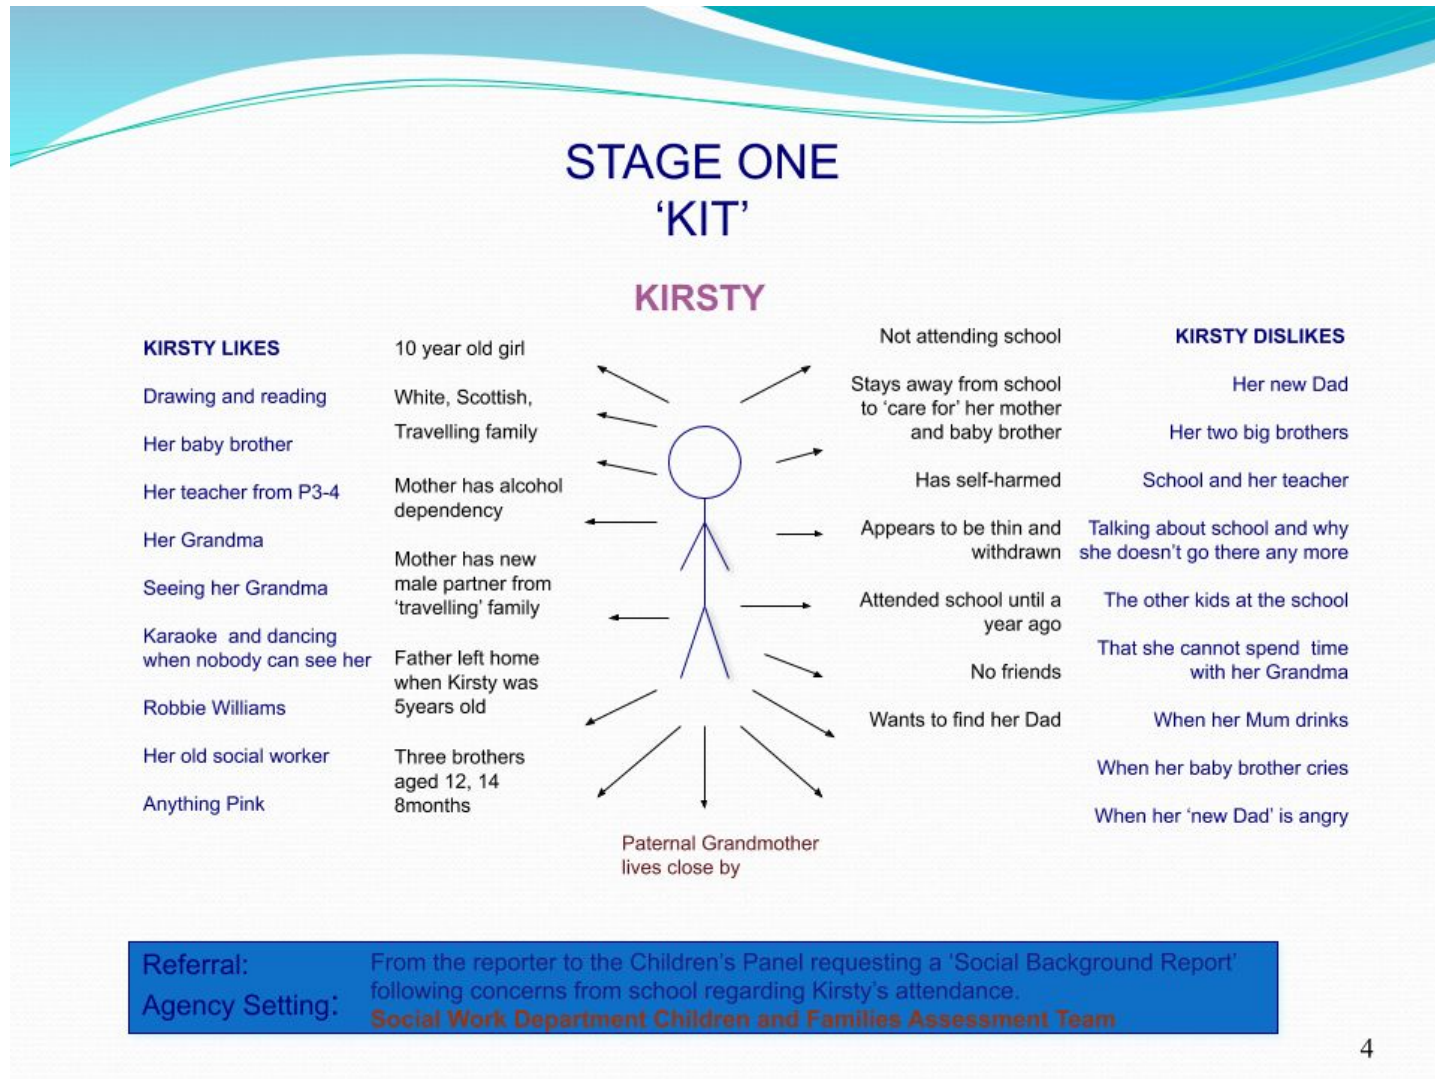 STAGE ONE
‘KIT’
KIRSTY
KIRSTY LIKES
Drawing and reading
Her baby brother
Her teacher from P3-4
Her Grandma
Seeing her Grandma
Karaoke  and dancing
when nobody can see her
Robbie Williams
Her old social worker
Anything Pink
10 year old girl
White, Scottish,
Travelling family
Mother has alcohol
dependency
Mother has new
male partner from
‘travelling’ family
Father left home
when Kirsty was
5years old
Three brothers
aged 12, 14
8months
Paternal Grandmother
lives close by
Not attending school
Stays away from school
to ‘care for’ her mother
and baby brother
Has self-harmed
Appears to be thin and
withdrawn
Attended school until a
year ago
No friends
Wants to find her Dad
KIRSTY DISLIKES
Her new Dad
Her two big brothers
School and her teacher
Talking about school and why
she doesn’t go there any more
The other kids at the school
That she cannot spend  time
with her Grandma
When her Mum drinks
When her baby brother cries
When her ‘new Dad’ is angry
Referral:
Agency Setting:
From the reporter to the Children’s Panel requesting a ‘Social Background Report’
following concerns from school regarding Kirsty’s attendance.
Social Work Department Children and Families Assessment Team
4